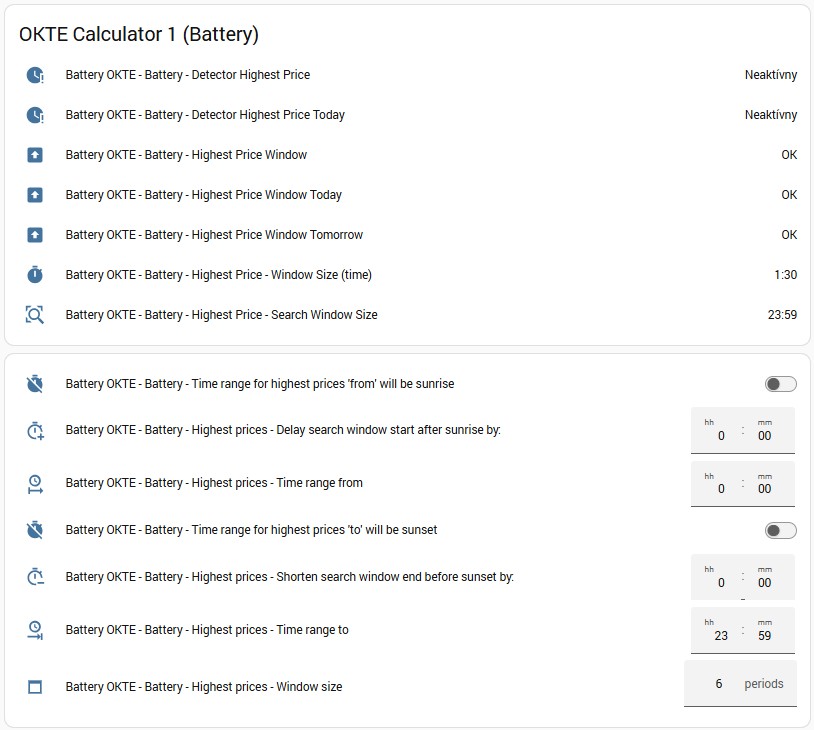 OKTE Calculator 1 (Battery)
Battery OKTE - Battery - Detector Highest Price Neaktívny
Battery OKTE - Battery - Detector Highest Price Today Neaktívny
Battery OKTE - Battery - Highest Price Window OK
Battery OKTE - Battery - Highest Price Window Today OK
Battery OKTE - Battery - Highest Price Window Tomorrow OK
Battery OKTE - Battery - Highest Price - Window Size (time) 1:30
Battery OKTE - Battery - Highest Price - Search Window Size 23:59
Battery OKTE - Battery - Time range for highest prices 'from' will be sunrise
hh mm
Battery OKTE - Battery - Highest prices - Delay search window start after sunrise by: 0 : 00
hh mm
Battery OKTE - Battery - Highest prices - Time range from 0 : 00
Battery OKTE - Battery - Time range for highest prices 'to' will be sunset
hh mm
Battery OKTE - Battery - Highest prices - Shorten search window end before sunset by: 0 : 00
hh mm
Battery OKTE - Battery - Highest prices - Time range to 23 : 59
Battery OKTE - Battery - Highest prices - Window size 6 periods